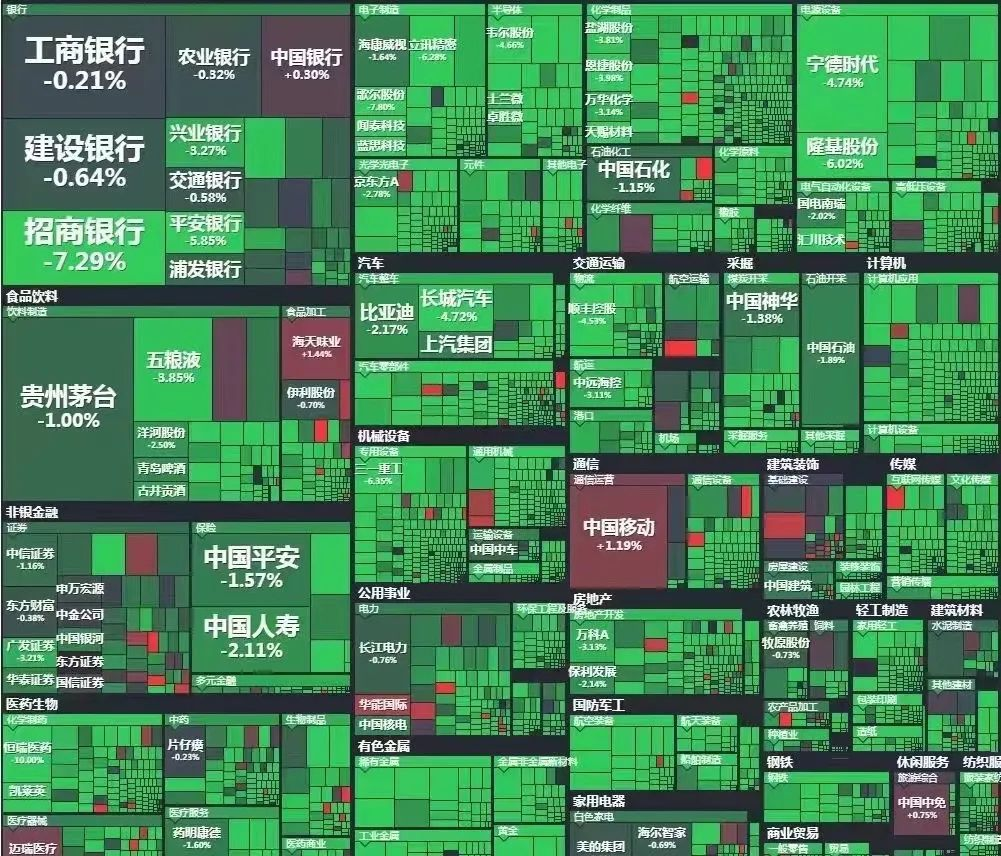 银行
工商银行
-0.21%
农业银行
-0.32%
中国银行
+0.30%
建设银行
-0.64%
兴业银行
-3.27%
交通银行
-0.58%
招商银行
-7.29%
平安银行
-5.85%
浦发银行
食品饮料
饮料制造
贵州茅台
-1.00%
五粮液
-3.85%
洋河股份
-2.50%
青岛啤酒
古井贡酒
食品加工
海天味业
+1.44%
伊利股份
-0.70%
非银金融
证券
中信证券
-1.16%
东方财富
-0.38%
广发证券
-3.21%
华泰证券
申万宏源
中金公司
中国银河
东方证券
国信证券
保险
中国平安
-1.57%
中国人寿
-2.11%
多元金融
医药生物
化学制药
恒瑞医药
-10.00%
凯莱英
中药
片仔癀
-0.23%
生物制品
医疗器械
迈瑞医疗
医疗服务
药明康德
-1.60%
医药商业
电子制造
海康威视
-1.64%
立讯精密
-6.28%
歌尔股份
-7.80%
闻泰科技
蓝思科技
半导体
韦尔股份
-4.66%
士兰微
卓胜微
光学光电子
京东方A
-2.78%
元件
其他电子
化学制品
盐湖股份
-3.81%
恩捷股份
-3.98%
万华化学
-3.14%
天赐材料
石油化工
中国石化
-1.15%
化学原料
化学纤维
橡胶
电源设备
宁德时代
-4.74%
隆基股份
-6.02%
电气自动化设备
国电南瑞
-2.02%
汇川技术
高低压设备
汽车
汽车整车
比亚迪
-2.17%
长城汽车
-4.72%
上汽集团
汽车零部件
交通运输
物流
顺丰控股
-4.53%
航空运输
航运
中远海控
-3.11%
港口
机场
采掘
煤炭开采
中国神华
-1.38%
石油开采
中国石油
-1.89%
采掘服务
其他采掘
计算机
计算机应用
计算机设备
机械设备
专用设备
三一重工
-6.35%
通用机械
运输设备
中国中车
金属制品
通信
通信运营
中国移动
+1.19%
通信设备
建筑装饰
基础建设
房屋建设
中国建筑
装修装饰
园林工程
传媒
互联网传媒
文化传媒
营销传媒
公用事业
电力
长江电力
-0.76%
华能国际
中国核电
环保工程及服务
房地产
房地产开发
万科A
-3.13%
保利发展
-2.14%
农林牧渔
畜禽养殖
饲料
牧原股份
-0.73%
农产品加工
种植业
轻工制造
家用轻工
包装印刷
造纸
建筑材料
水泥制造
其他建材
有色金属
稀有金属
金属非金属新材料
工业金属
黄金
国防军工
航空装备
航天装备
船舶制造
家用电器
白色家电
美的集团
海尔智家
-0.69%
钢铁
钢铁
商业贸易
一般零售
贸易
休闲服务
旅游综合
中国中免
+0.75%
纺织服
服装家纺
纺织制造